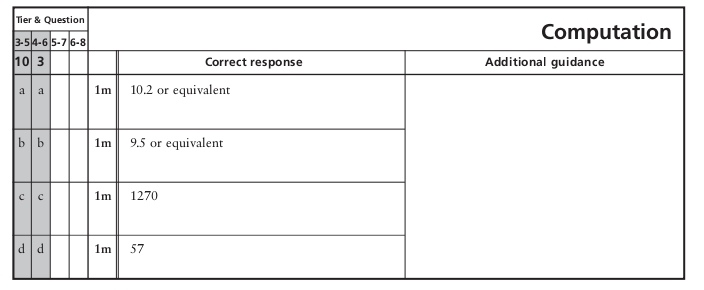 Tier & Question
Computation
3-5 4-6 5-7 6-8
10 3 Correct response Additional guidance
a a 1m 10.2 or equivalent
b b 1m 9.5 or equivalent
c c 1m 1270
d d 1m 57